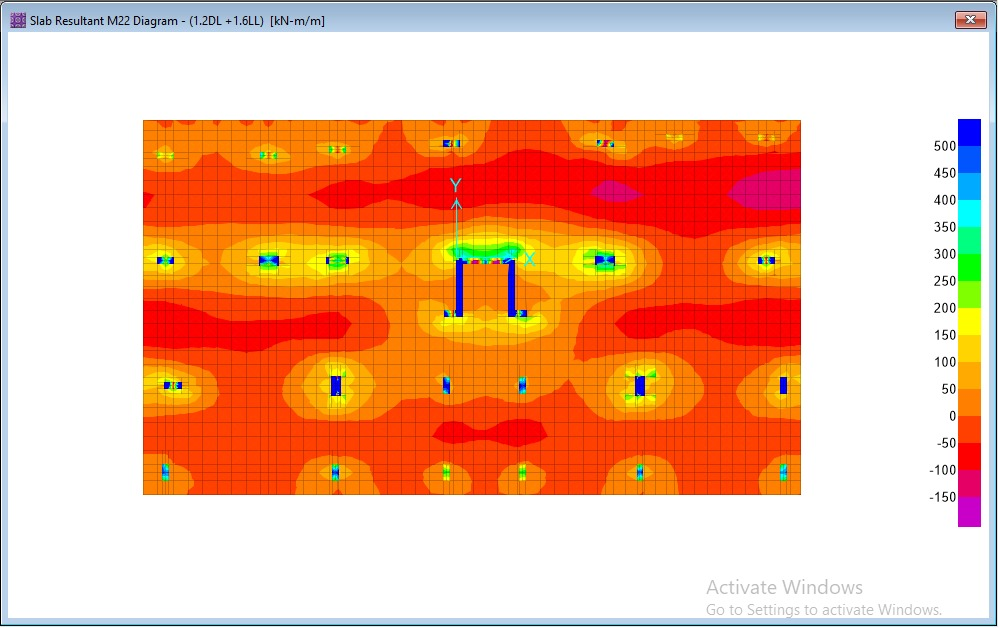 Slab Resultant M22 Diagram - (1.2DL +1.6LL) [kN-m/m]
500
450
400
350
300
250
200
150
100
50
0
-50
-100
-150
Y
X
Activate Windows
Go to Settings to activate Windows.